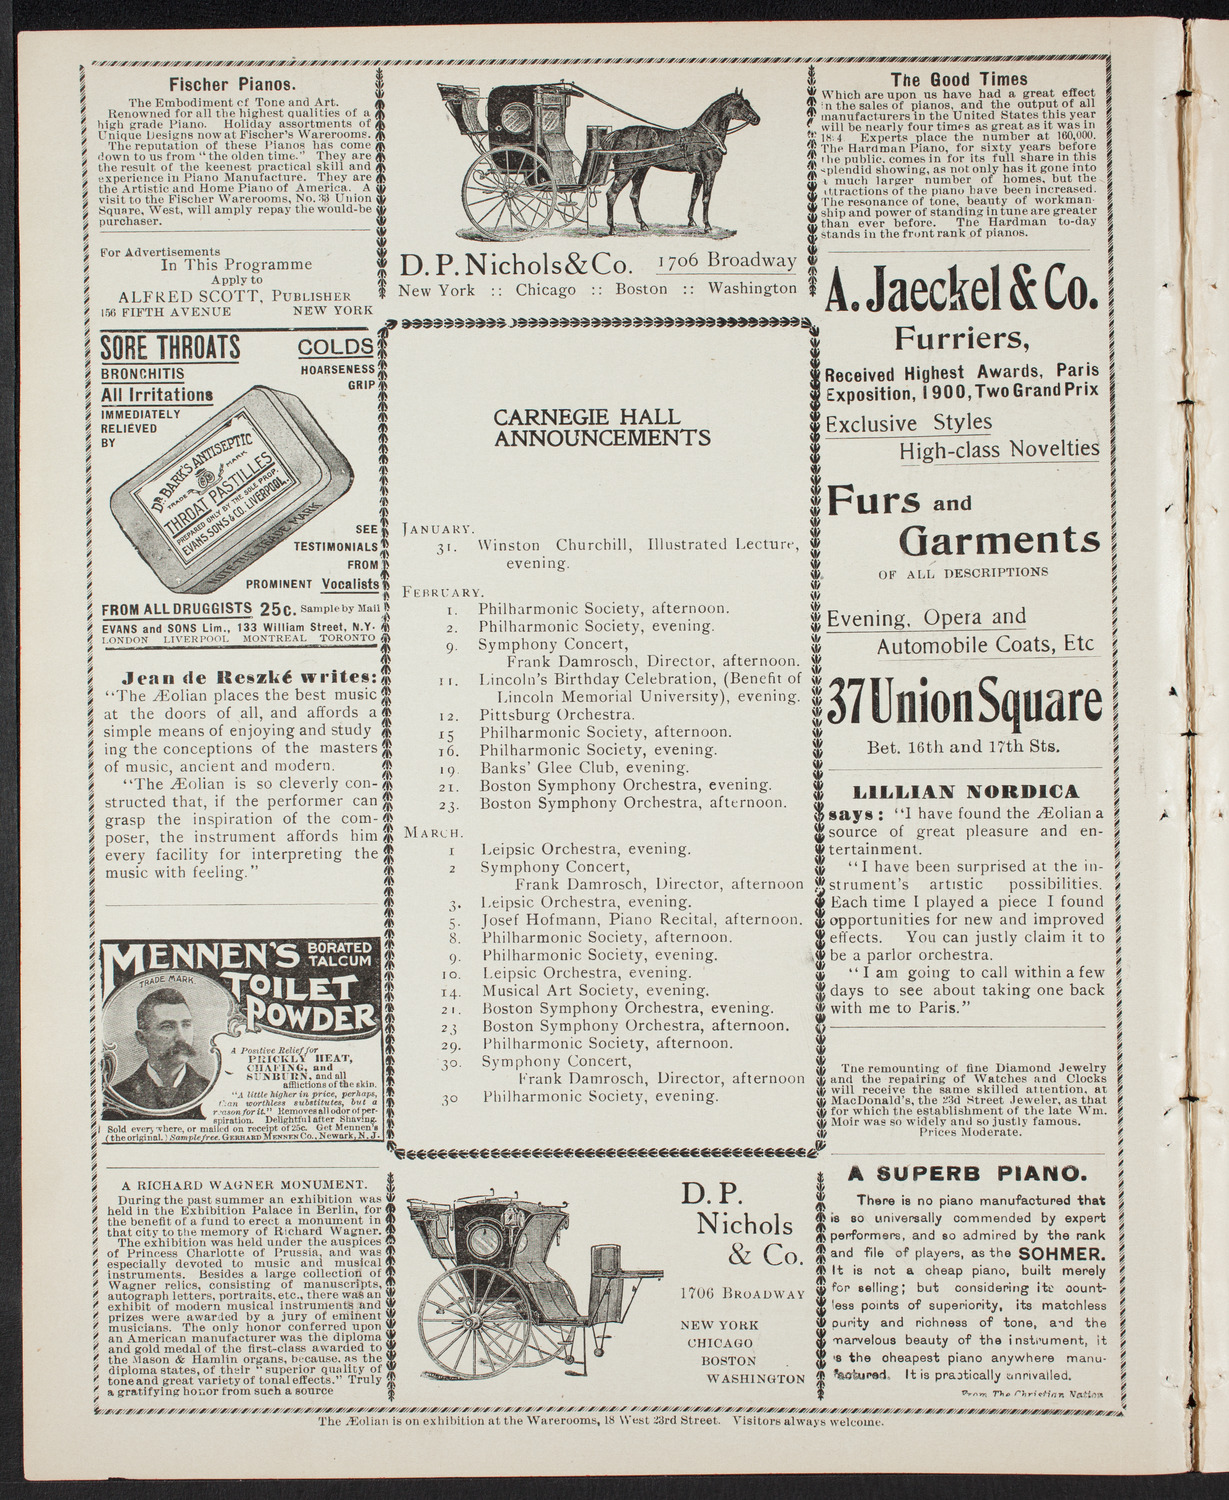 Fischer Pianos.
The Embodiment of Tone and Art.
Renowned for all the highest qualities of a
high grade Piano. Holiday assortments of
Unique Designs now at Fischer's Warerooms.
The reputation of these Pianos has come
down to us from "the olden time." They are
the result of the keenest practical skill and
experience in Piano Manufacture. They are
the Artistic and Home Piano of America. A
visit to the Fischer Warerooms, No. 33 Union
Square, West, will amply repay the would-be
purchaser.
For Advertisements
In This Programme
Apply to
ALFRED SCOTT, PUBLISHER
156 FIFTH AVENUE NEW YORK
SORE THROATS COLDS
BRONCHITIS HOARSENESS
All Irritations GRIP
IMMEDIATELY
RELIEVED
BY
DR. BARK'S ANTISEPTIC
TRADE MARK
THROAT PASTILLES
PREPARED ONLY BY THE SOLE PROP.
EVANS SONS & CO. LIVERPOOL.
NOTE THE TRADE MARK
SEE
TESTIMONIALS
FROM
PROMINENT Vocalists
FROM ALL DRUGGISTS 25c. Sample by Mail
EVANS and SONS Lim., 133 William Street, N.Y.
LONDON LIVERPOOL MONTREAL TORONTO
Jean de Reszké writes:
"The Æolian places the best music
at the doors of all, and affords a
simple means of enjoying and study
ing the conceptions of the masters
of music, ancient and modern.
"The Æolian is so cleverly con-
structed that, if the performer can
grasp the inspiration of the com-
poser, the instrument affords him
every facility for interpreting the
music with feeling."
MENNEN'S BORATED
TALCUM
TOILET
POWDER
TRADE MARK
A Positive Relief for
PRICKLY HEAT,
CHAFING, and
SUNBURN, and all
afflictions of the skin.
"A little higher in price, perhaps,
than worthless substitutes, but a
reason for it." Removes all odor of per-
spiration. Delightful after Shaving.
Sold everywhere, or mailed on receipt of 25c. Get Mennen's
(the original.) Sample free. GERHARD MENNEN CO., Newark, N. J.
A RICHARD WAGNER MONUMENT.
During the past summer an exhibition was
held in the Exhibition Palace in Berlin, for
the benefit of a fund to erect a monument in
that city to the memory of Richard Wagner.
The exhibition was held under the auspices
of Princess Charlotte of Prussia, and was
especially devoted to music and musical
instruments. Besides a large collection of
Wagner relics, consisting of manuscripts,
autograph letters, portraits, etc., there was an
exhibit of modern musical instruments and
prizes were awarded by a jury of eminent
musicians. The only honor conferred upon
an American manufacturer was the diploma
and gold medal of the first-class awarded to
the Mason & Hamlin organs, because, as the
diploma states, of their "superior quality of
tone and great variety of tonal effects." Truly
a gratifying honor from such a source
D. P. Nichols & Co. 1706 Broadway
New York :: Chicago :: Boston :: Washington
CARNEGIE HALL
ANNOUNCEMENTS
JANUARY.
31. Winston Churchill, Illustrated Lecture,
evening.
FEBRUARY.
1. Philharmonic Society, afternoon.
2. Philharmonic Society, evening.
9. Symphony Concert,
Frank Damrosch, Director, afternoon.
11. Lincoln's Birthday Celebration, (Benefit of
Lincoln Memorial University), evening.
12. Pittsburg Orchestra.
15 Philharmonic Society, afternoon.
16. Philharmonic Society, evening.
19. Banks' Glee Club, evening.
21. Boston Symphony Orchestra, evening.
23. Boston Symphony Orchestra, afternoon.
MARCH.
1 Leipsic Orchestra, evening.
2 Symphony Concert,
Frank Damrosch, Director, afternoon
3. Leipsic Orchestra, evening.
5. Josef Hofmann, Piano Recital, afternoon.
8. Philharmonic Society, afternoon.
9. Philharmonic Society, evening.
10. Leipsic Orchestra, evening.
14. Musical Art Society, evening.
21. Boston Symphony Orchestra, evening.
23 Boston Symphony Orchestra, afternoon.
29. Philharmonic Society, afternoon.
30. Symphony Concert,
Frank Damrosch, Director, afternoon
30 Philharmonic Society, evening.
D. P.
Nichols
& Co.
1706 BROADWAY
NEW YORK
CHICAGO
BOSTON
WASHINGTON
The Good Times
Which are upon us have had a great effect
in the sales of pianos, and the output of all
manufacturers in the United States this year
will be nearly four times as great as it was in
1884 Experts place the number at 160,000.
The Hardman Piano, for sixty years before
the public, comes in for its full share in this
splendid showing, as not only has it gone into
a much larger number of homes, but the
attractions of the piano have been increased.
The resonance of tone, beauty of workman-
ship and power of standing in tune are greater
than ever before. The Hardman to-day
stands in the front rank of pianos.
A. Jaeckel & Co.
Furriers,
Received Highest Awards, Paris
Exposition, 1900, Two Grand Prix
Exclusive Styles
High-class Novelties
Furs and
Garments
OF ALL DESCRIPTIONS
Evening, Opera and
Automobile Coats, Etc
37 Union Square
Bet. 16th and 17th Sts.
LILLIAN NORDICA
says: "I have found the Æolian a
source of great pleasure and en-
tertainment.
"I have been surprised at the in-
strument's artistic possibilities.
Each time I played a piece I found
opportunities for new and improved
effects. You can justly claim it to
be a parlor orchestra.
"I am going to call within a few
days to see about taking one back
with me to Paris."
The remounting of fine Diamond Jewelry
and the repairing of Watches and Clocks
will receive the same skilled attention, at
MacDonald's, the 23d Street Jeweler, as that
for which the establishment of the late Wm.
Moir was so widely and so justly famous.
Prices Moderate.
A SUPERB PIANO.
There is no piano manufactured that
is so universally commended by expert
performers, and so admired by the rank
and file of players, as the SOHMER.
It is not a cheap piano, built merely
for selling; but considering its count-
less points of superiority, its matchless
purity and richness of tone, and the
marvelous beauty of the instrument, it
is the cheapest piano anywhere manu-
factured. It is practically unrivalled.
From The Christian Nation
The Æolian is on exhibition at the Warerooms, 18 West 23rd Street. Visitors always welcome.